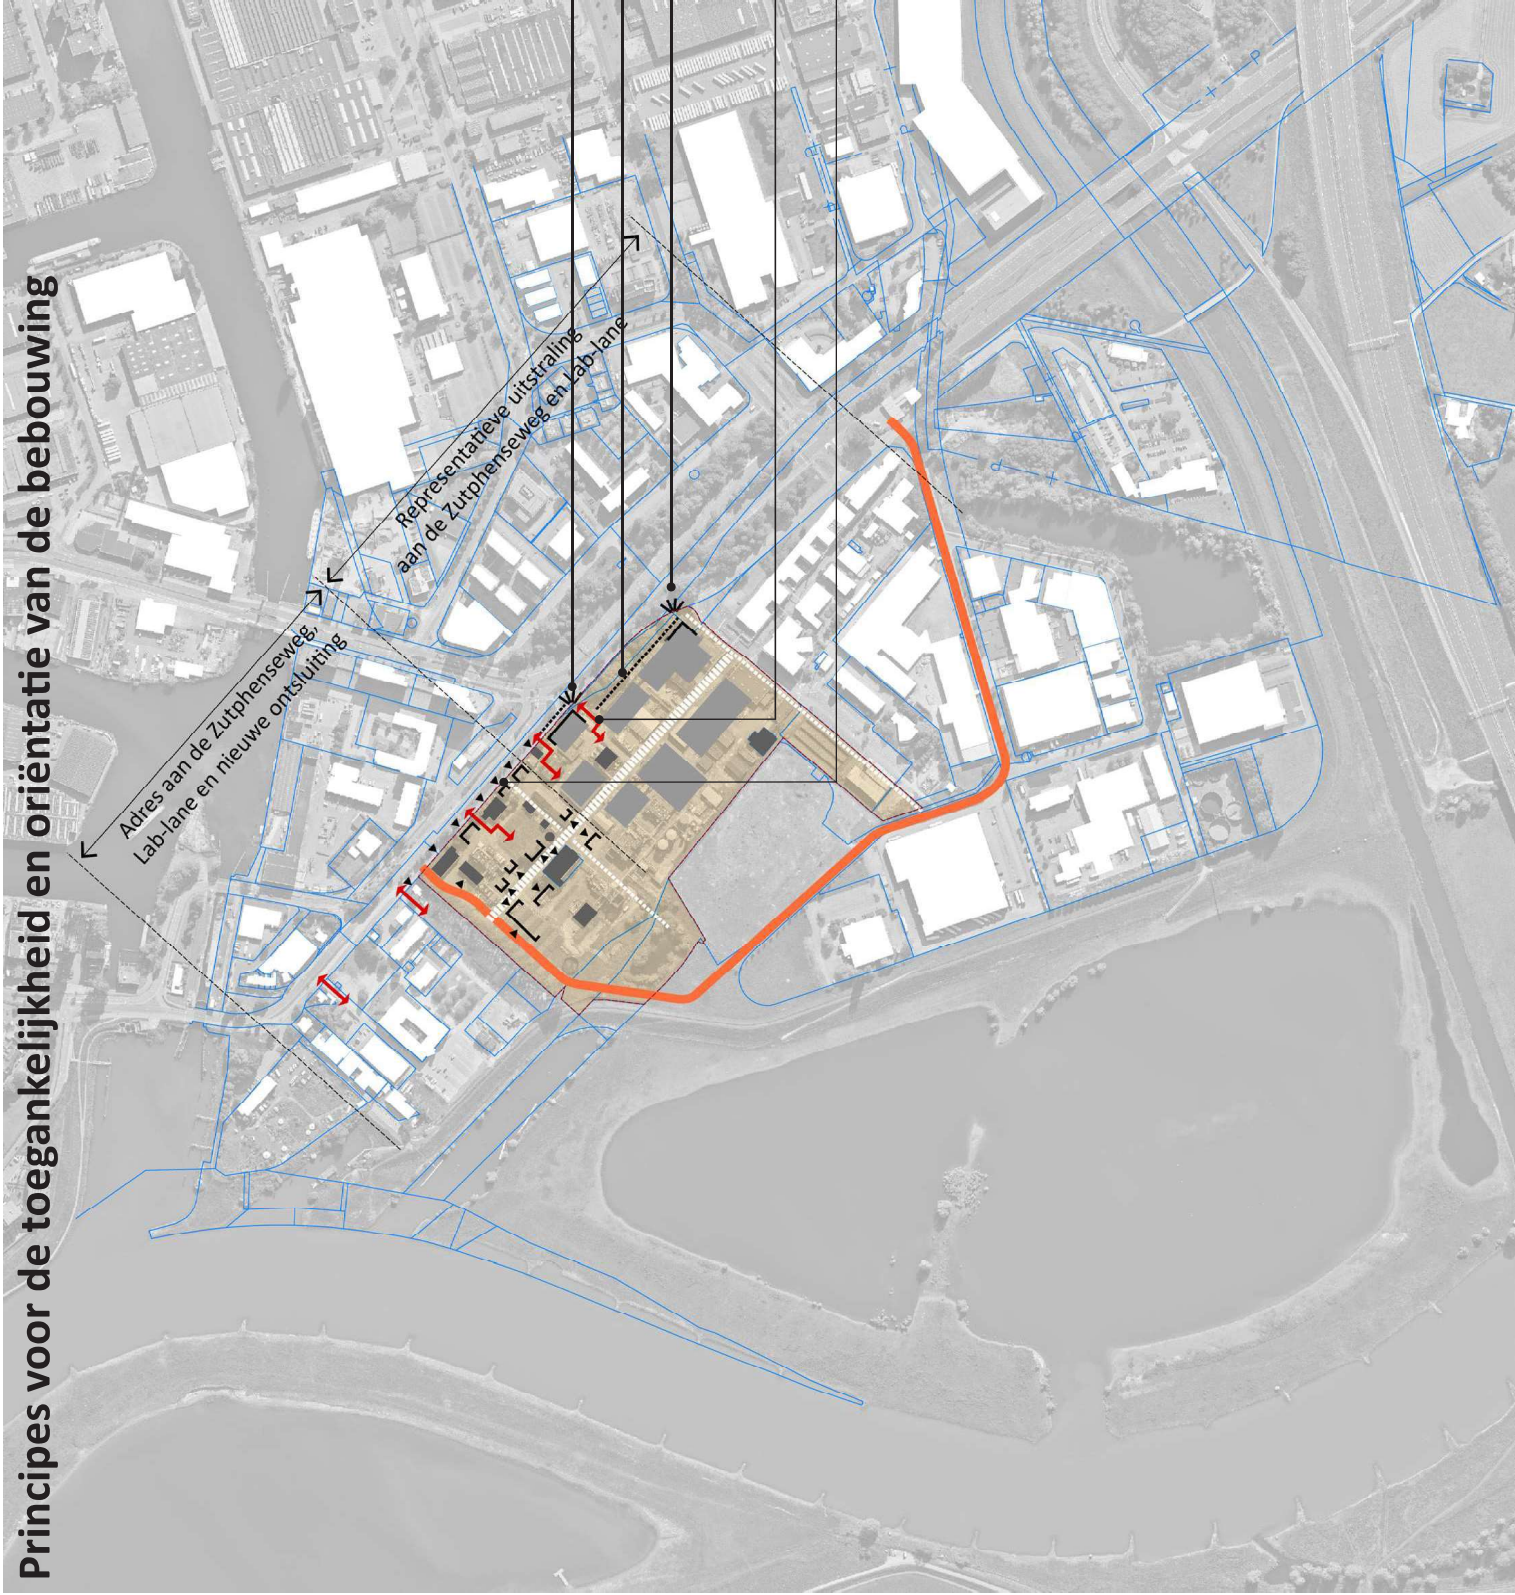 Principes voor de toegankelijkheid en oriëntatie van de bebouwing
Adres aan de Zutphenseweg,
Lab-lane en nieuwe ontsluiting
Representatieve uitstraling
aan de Zutphenseweg en Lab-lane